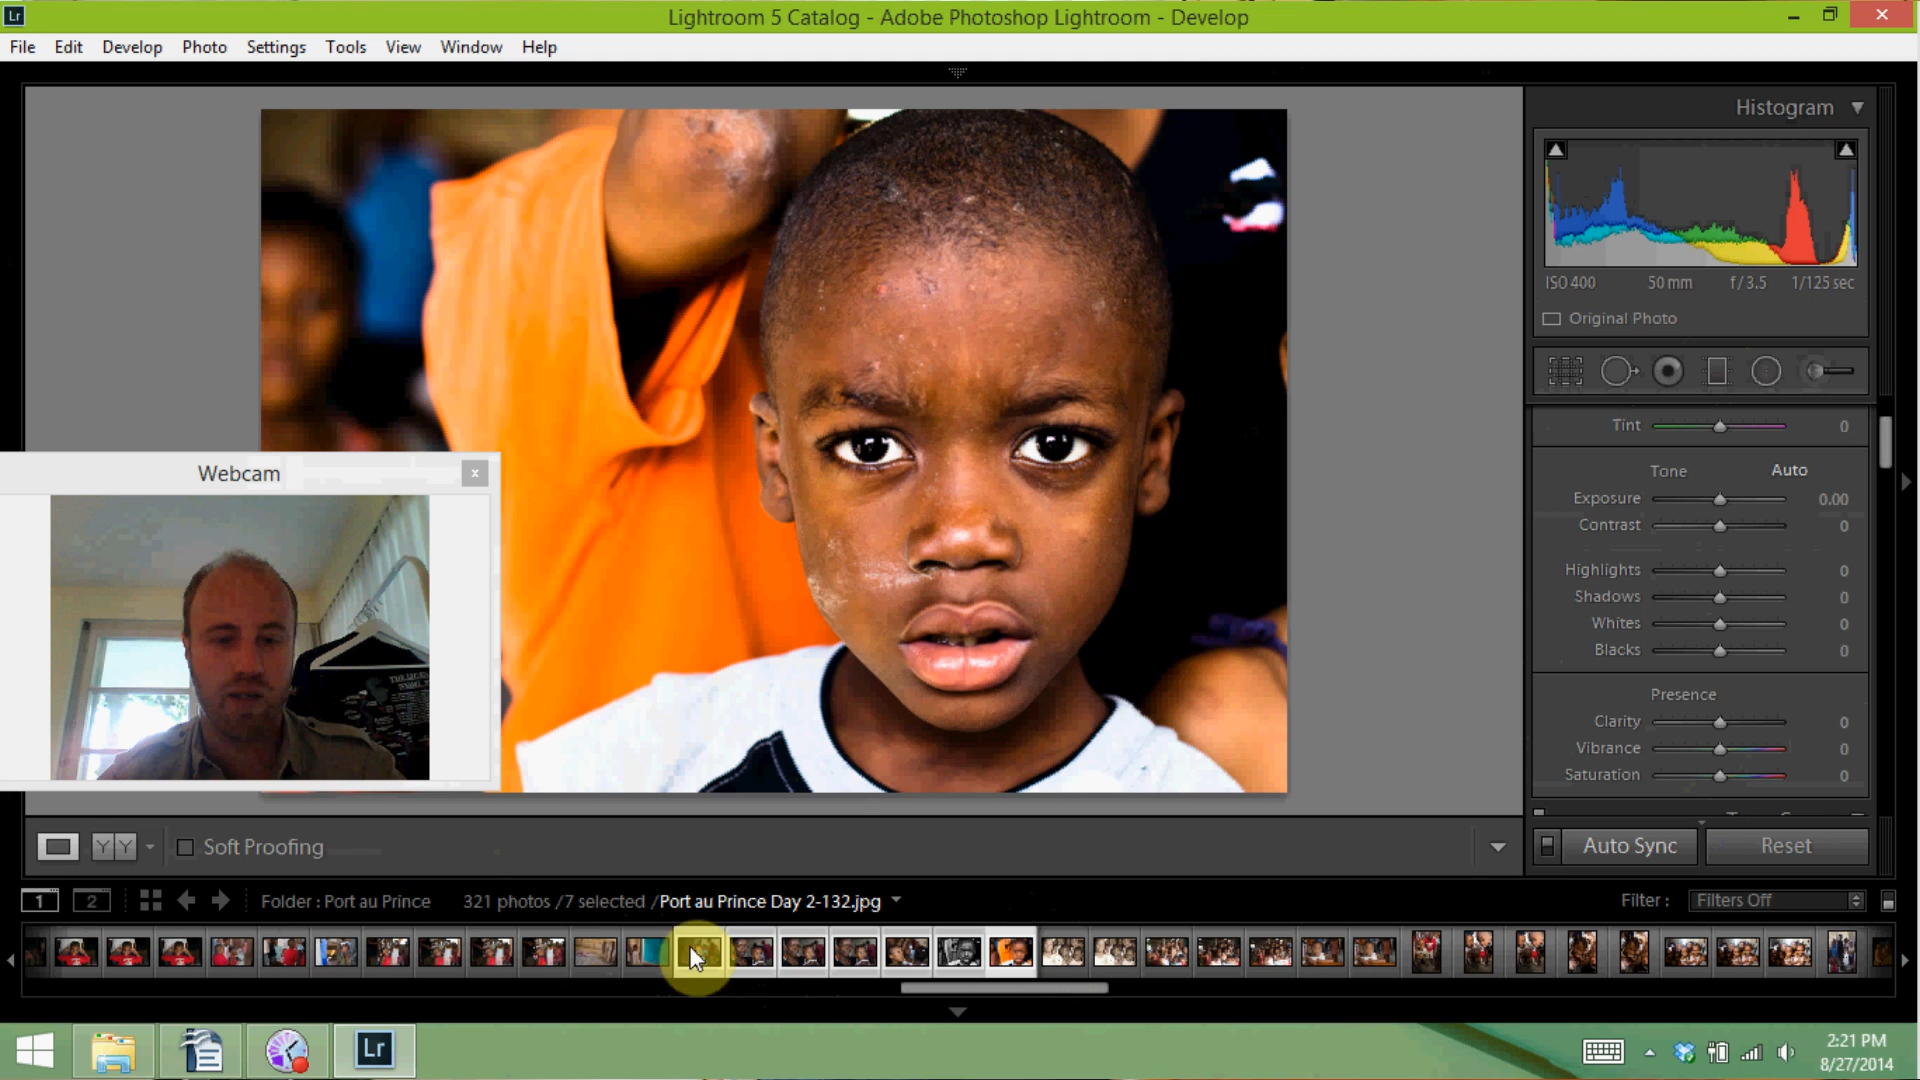 Lr
Lightroom 5 Catalog - Adobe Photoshop Lightroom - Develop
File Edit Develop Photo Settings Tools View Window Help
Histogram
ISO 400 50 mm f / 3.5 1/125 sec
Original Photo
Tint 0
Tone Auto
Exposure 0.00
Contrast 0
Highlights 0
Shadows 0
Whites 0
Blacks 0
Presence
Clarity 0
Vibrance 0
Saturation 0
Webcam
YY Soft Proofing
Auto Sync Reset
1 2 Folder : Port au Prince 321 photos /7 selected /Port au Prince Day 2-132.jpg
Filter : Filters Off
Lr
2:21 PM
8/27/2014